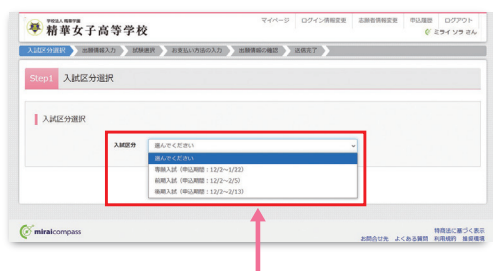 精華女子高等学校
マイページ ログイン情報変更 志願者情報変更 申込履歴 ログアウト
ミライ ソラ さん
入試区分選択 出願情報入力 試験選択 お支払い方法の入力 出願情報の確認 送信完了
Step1 入試区分選択
入試区分選択
入試区分 選んでください
選んでください
専願入試（申込期間：12/2～1/22）
前期入試（申込期間：12/2～2/5）
後期入試（申込期間：12/2～2/13）
miraicompass
特商法に基づく表示
お問合せ先 よくある質問 利用規約 推奨環境